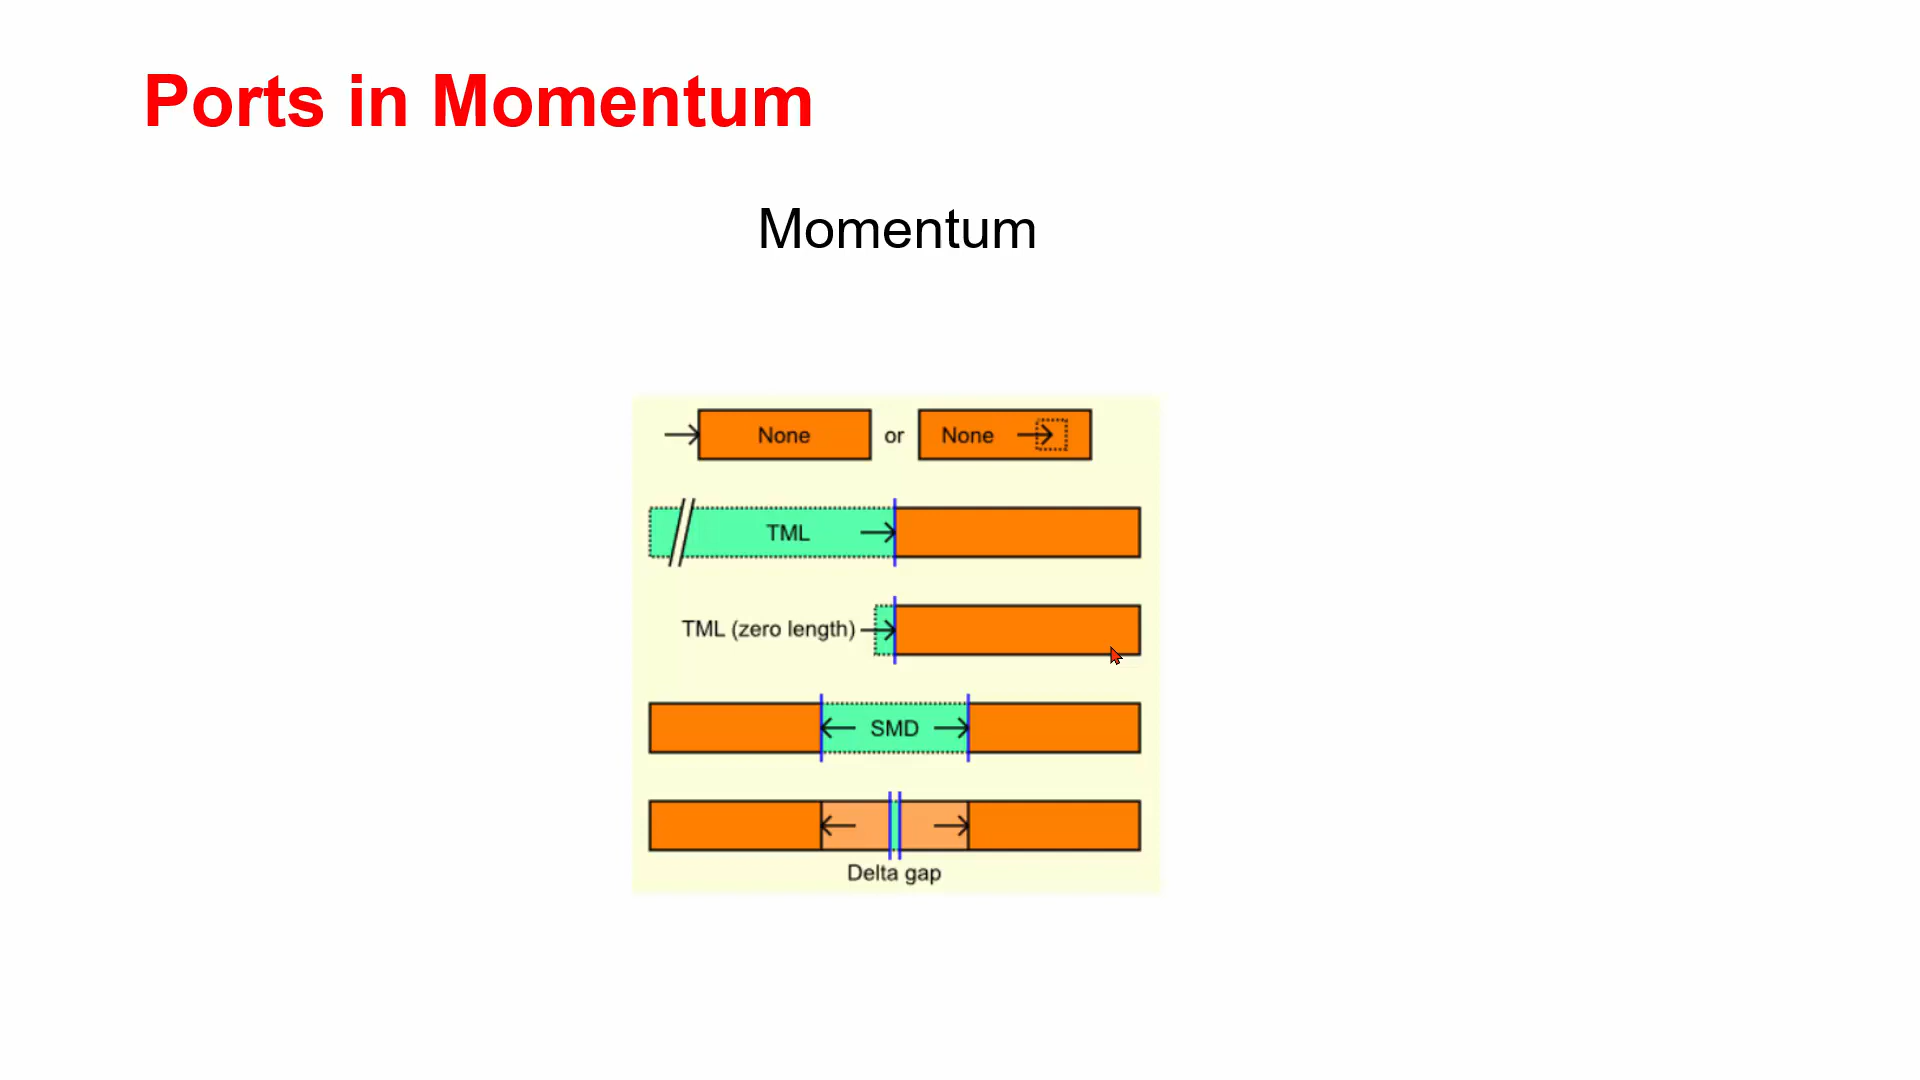 Ports in Momentum
Momentum
None or None
TML
TML (zero length)
SMD
Delta gap